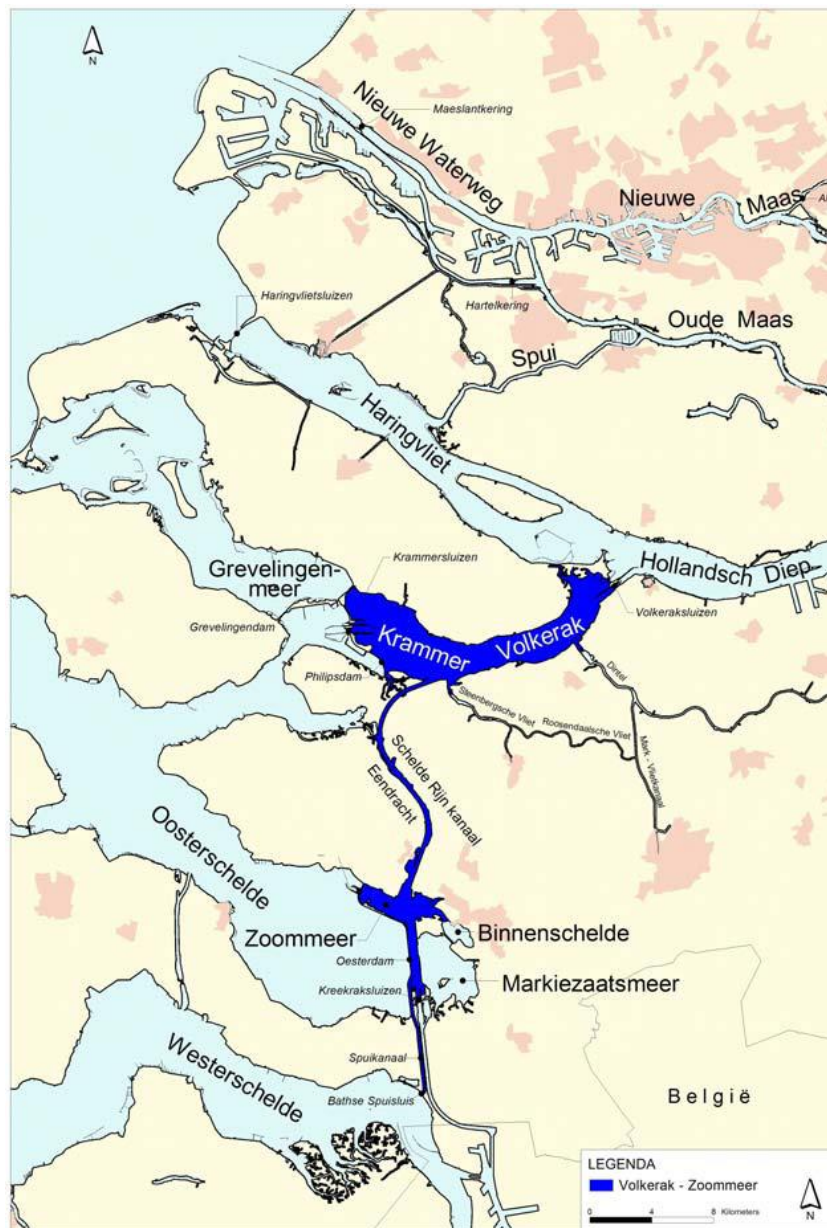 N
Maeslantkering
Nieuwe Waterweg
Nieuwe Maas
Haringvlietsluizen
Hartelkering
Oude Maas
Spui
Haringvliet
Krammersluizen
Grevelingen-
meer
Hollandsch Diep
Volkeraksluizen
Grevelingendam
Krammer
Volkerak
Philipsdam
Dintel
Steenbergsche Vliet
Roosendaalsche Vliet
Mark - Vlietkanaal
Schelde Rijn kanaal
Eendracht
Oosterschelde
Zoommeer
Binnenschelde
Oesterdam
Markiezaatsmeer
Kreekraksluizen
Spuikanaal
Westerschelde
Bathse Spuisluis
België
LEGENDA
Volkerak - Zoommeer
0 4 8 Kilometers
N